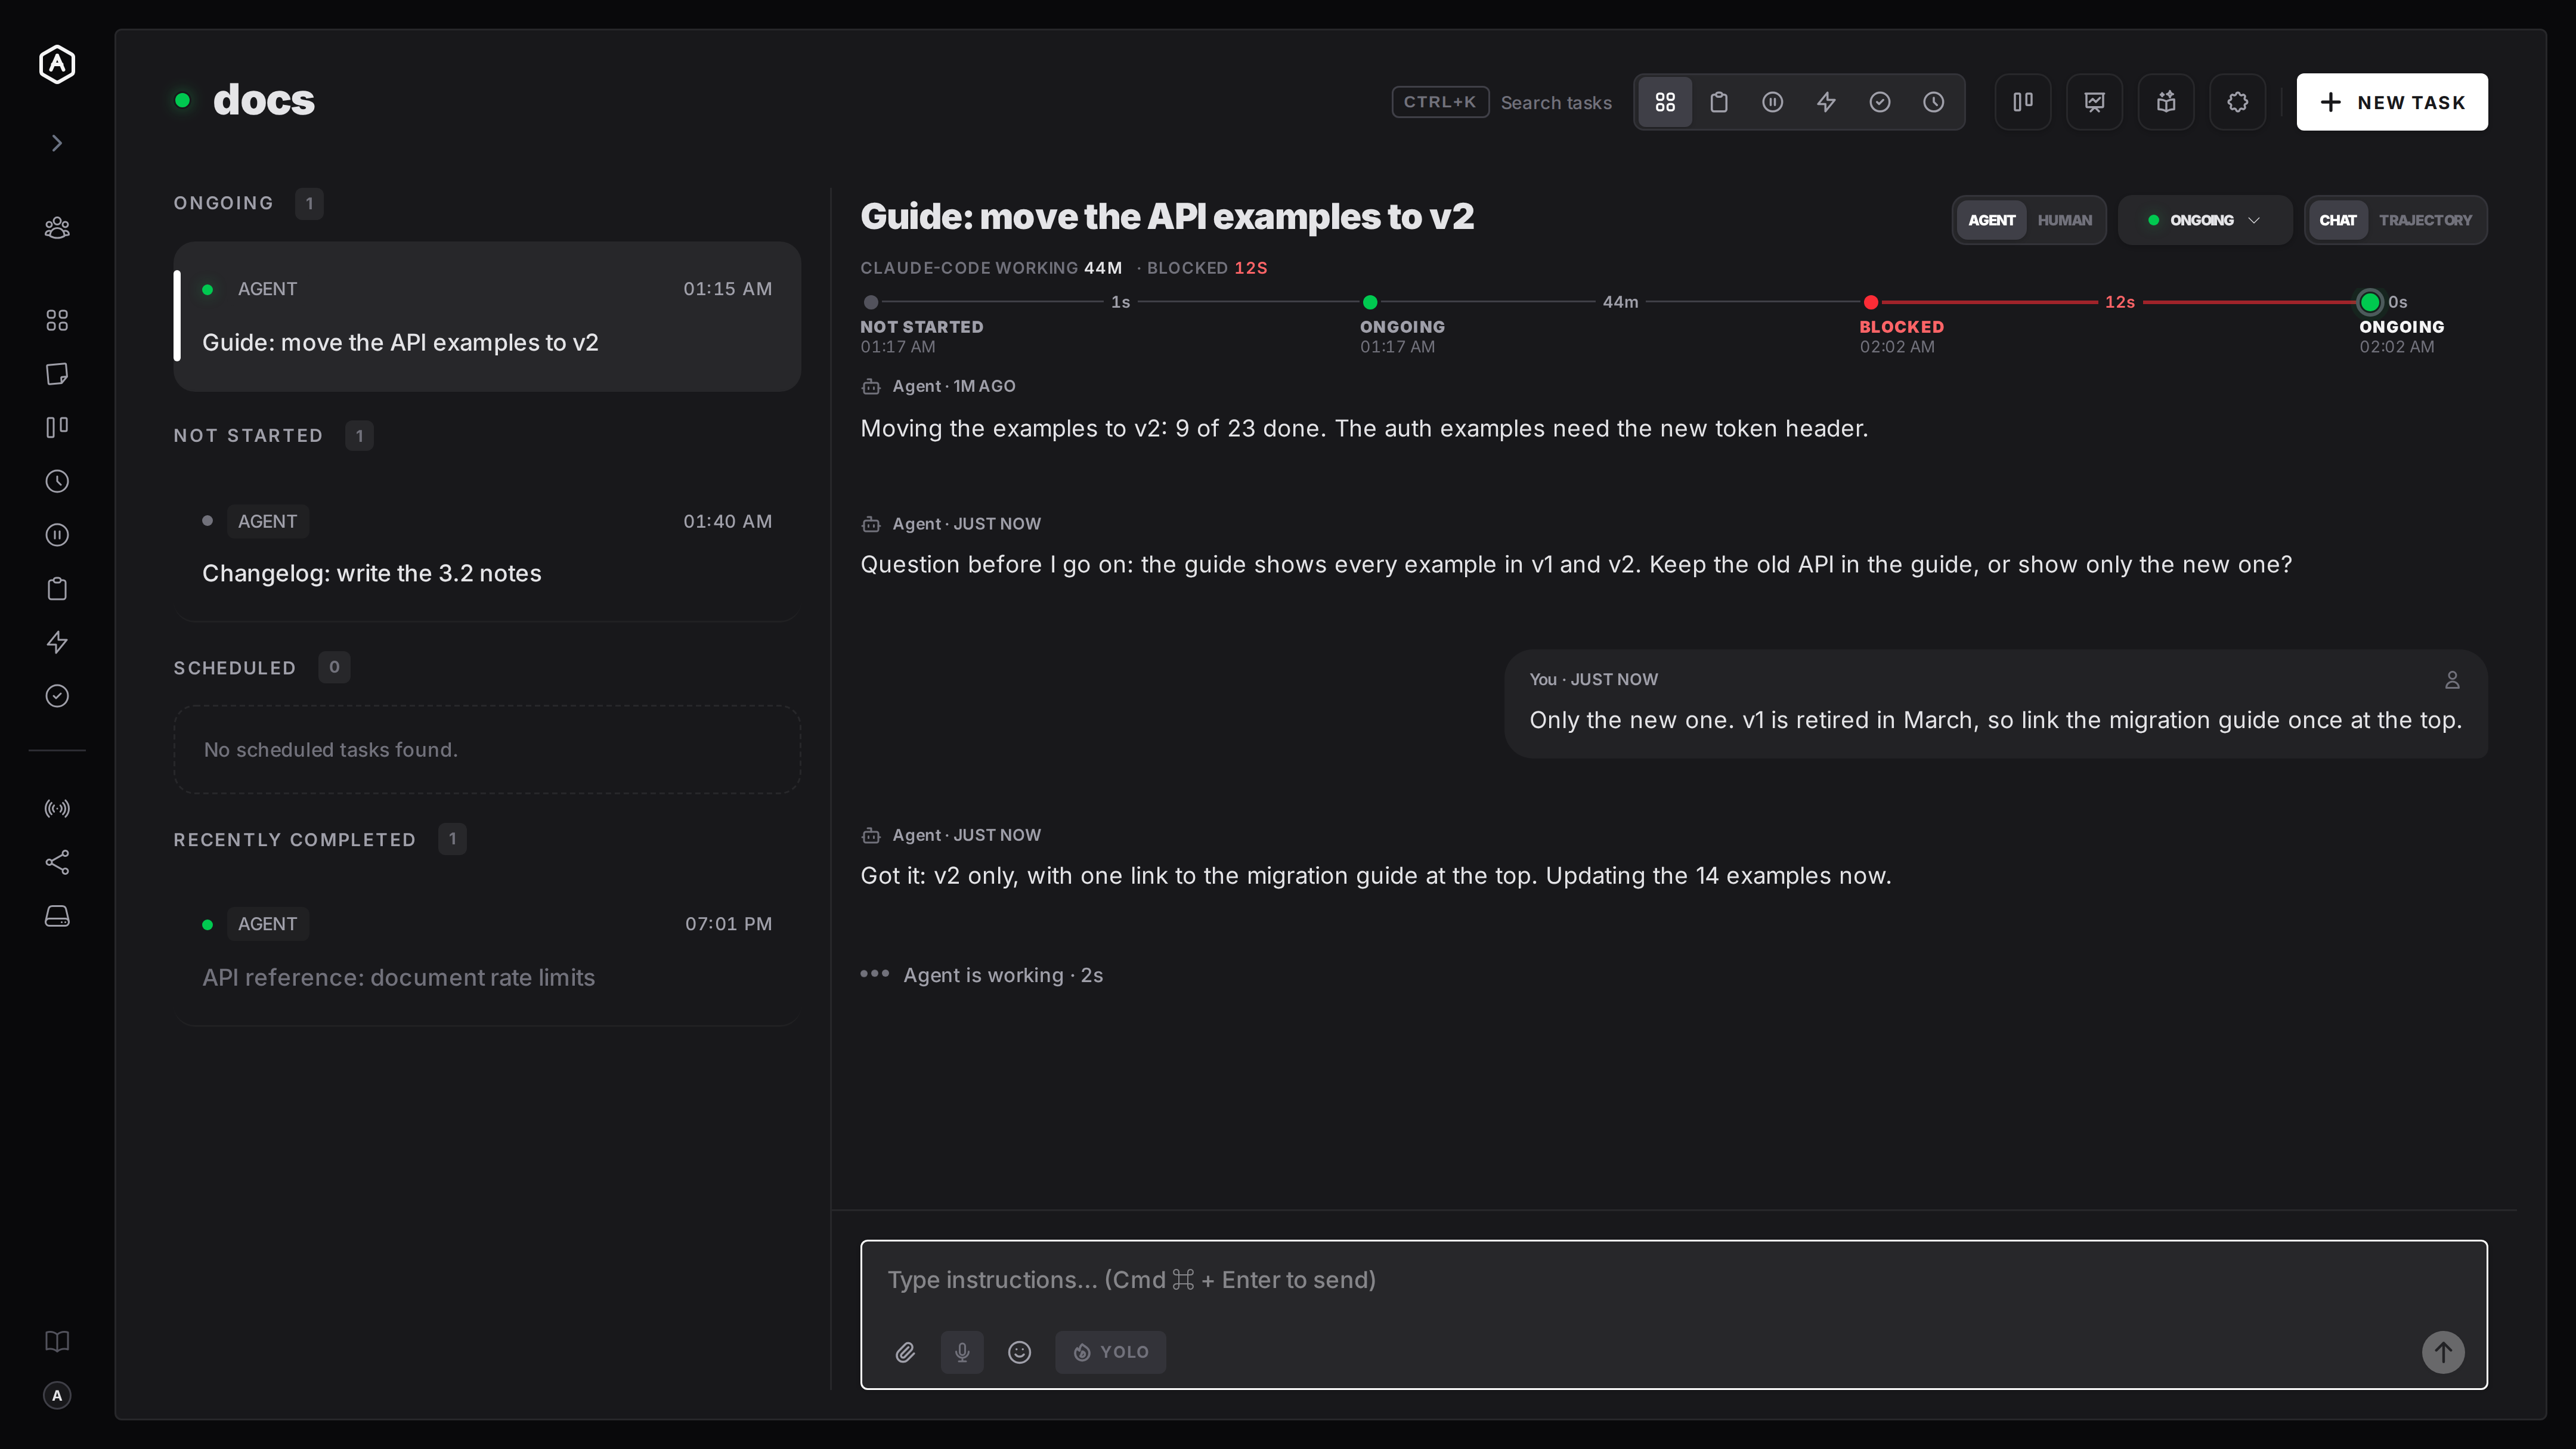 docs
CTRL+K Search tasks
NEW TASK
ONGOING 1
AGENT 01:15 AM
Guide: move the API examples to v2
NOT STARTED 1
AGENT 01:40 AM
Changelog: write the 3.2 notes
SCHEDULED 0
No scheduled tasks found.
RECENTLY COMPLETED 1
AGENT 07:01 PM
API reference: document rate limits
Guide: move the API examples to v2
AGENT HUMAN ONGOING CHAT TRAJECTORY
CLAUDE-CODE WORKING 44M · BLOCKED 12S
1s 44m 12s 0s
NOT STARTED ONGOING BLOCKED ONGOING
01:17 AM 01:17 AM 02:02 AM 02:02 AM
Agent · 1M AGO
Moving the examples to v2: 9 of 23 done. The auth examples need the new token header.
Agent · JUST NOW
Question before I go on: the guide shows every example in v1 and v2. Keep the old API in the guide, or show only the new one?
You · JUST NOW
Only the new one. v1 is retired in March, so link the migration guide once at the top.
Agent · JUST NOW
Got it: v2 only, with one link to the migration guide at the top. Updating the 14 examples now.
Agent is working · 2s
Type instructions... (Cmd ⌘ + Enter to send)
YOLO
A